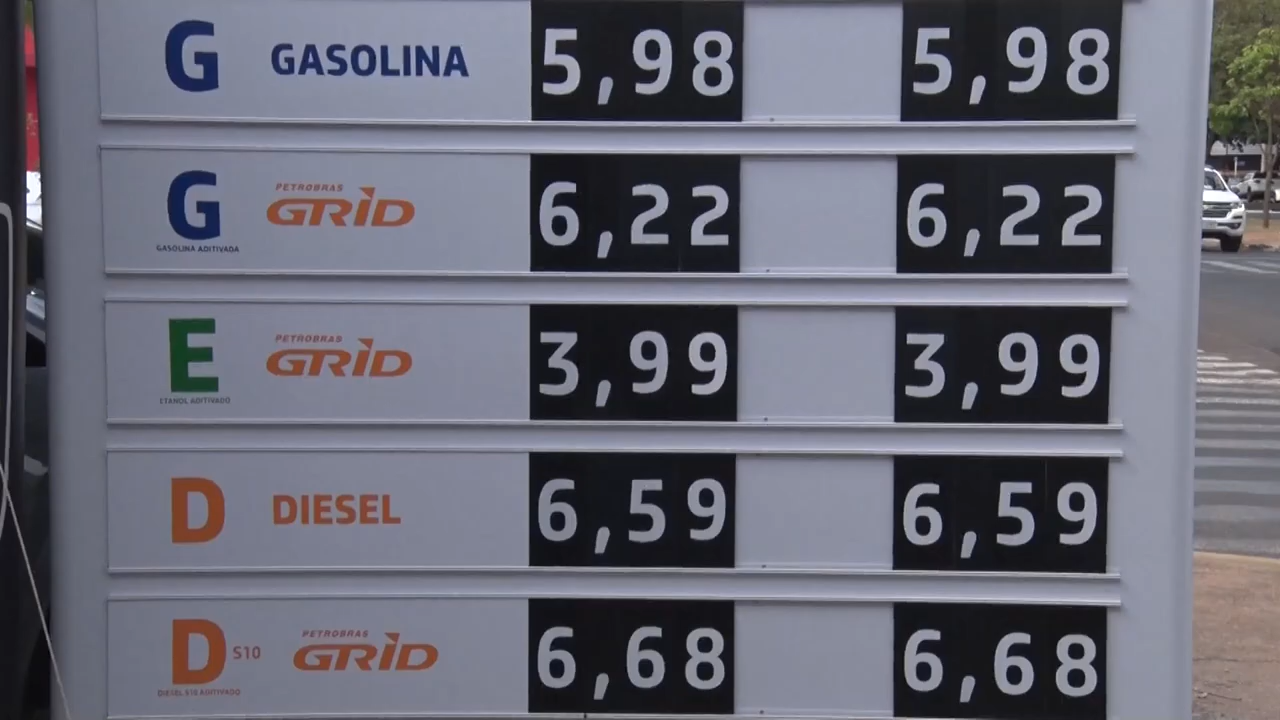 G GASOLINA 5,98 5,98
G PETROBRAS GRID 6,22 6,22
GASOLINA ADITIVADA
E PETROBRAS GRID 3,99 3,99
ETANOL ADITIVADO
D DIESEL 6,59 6,59
D S10 PETROBRAS GRID 6,68 6,68
DIESEL S10 ADITIVADO